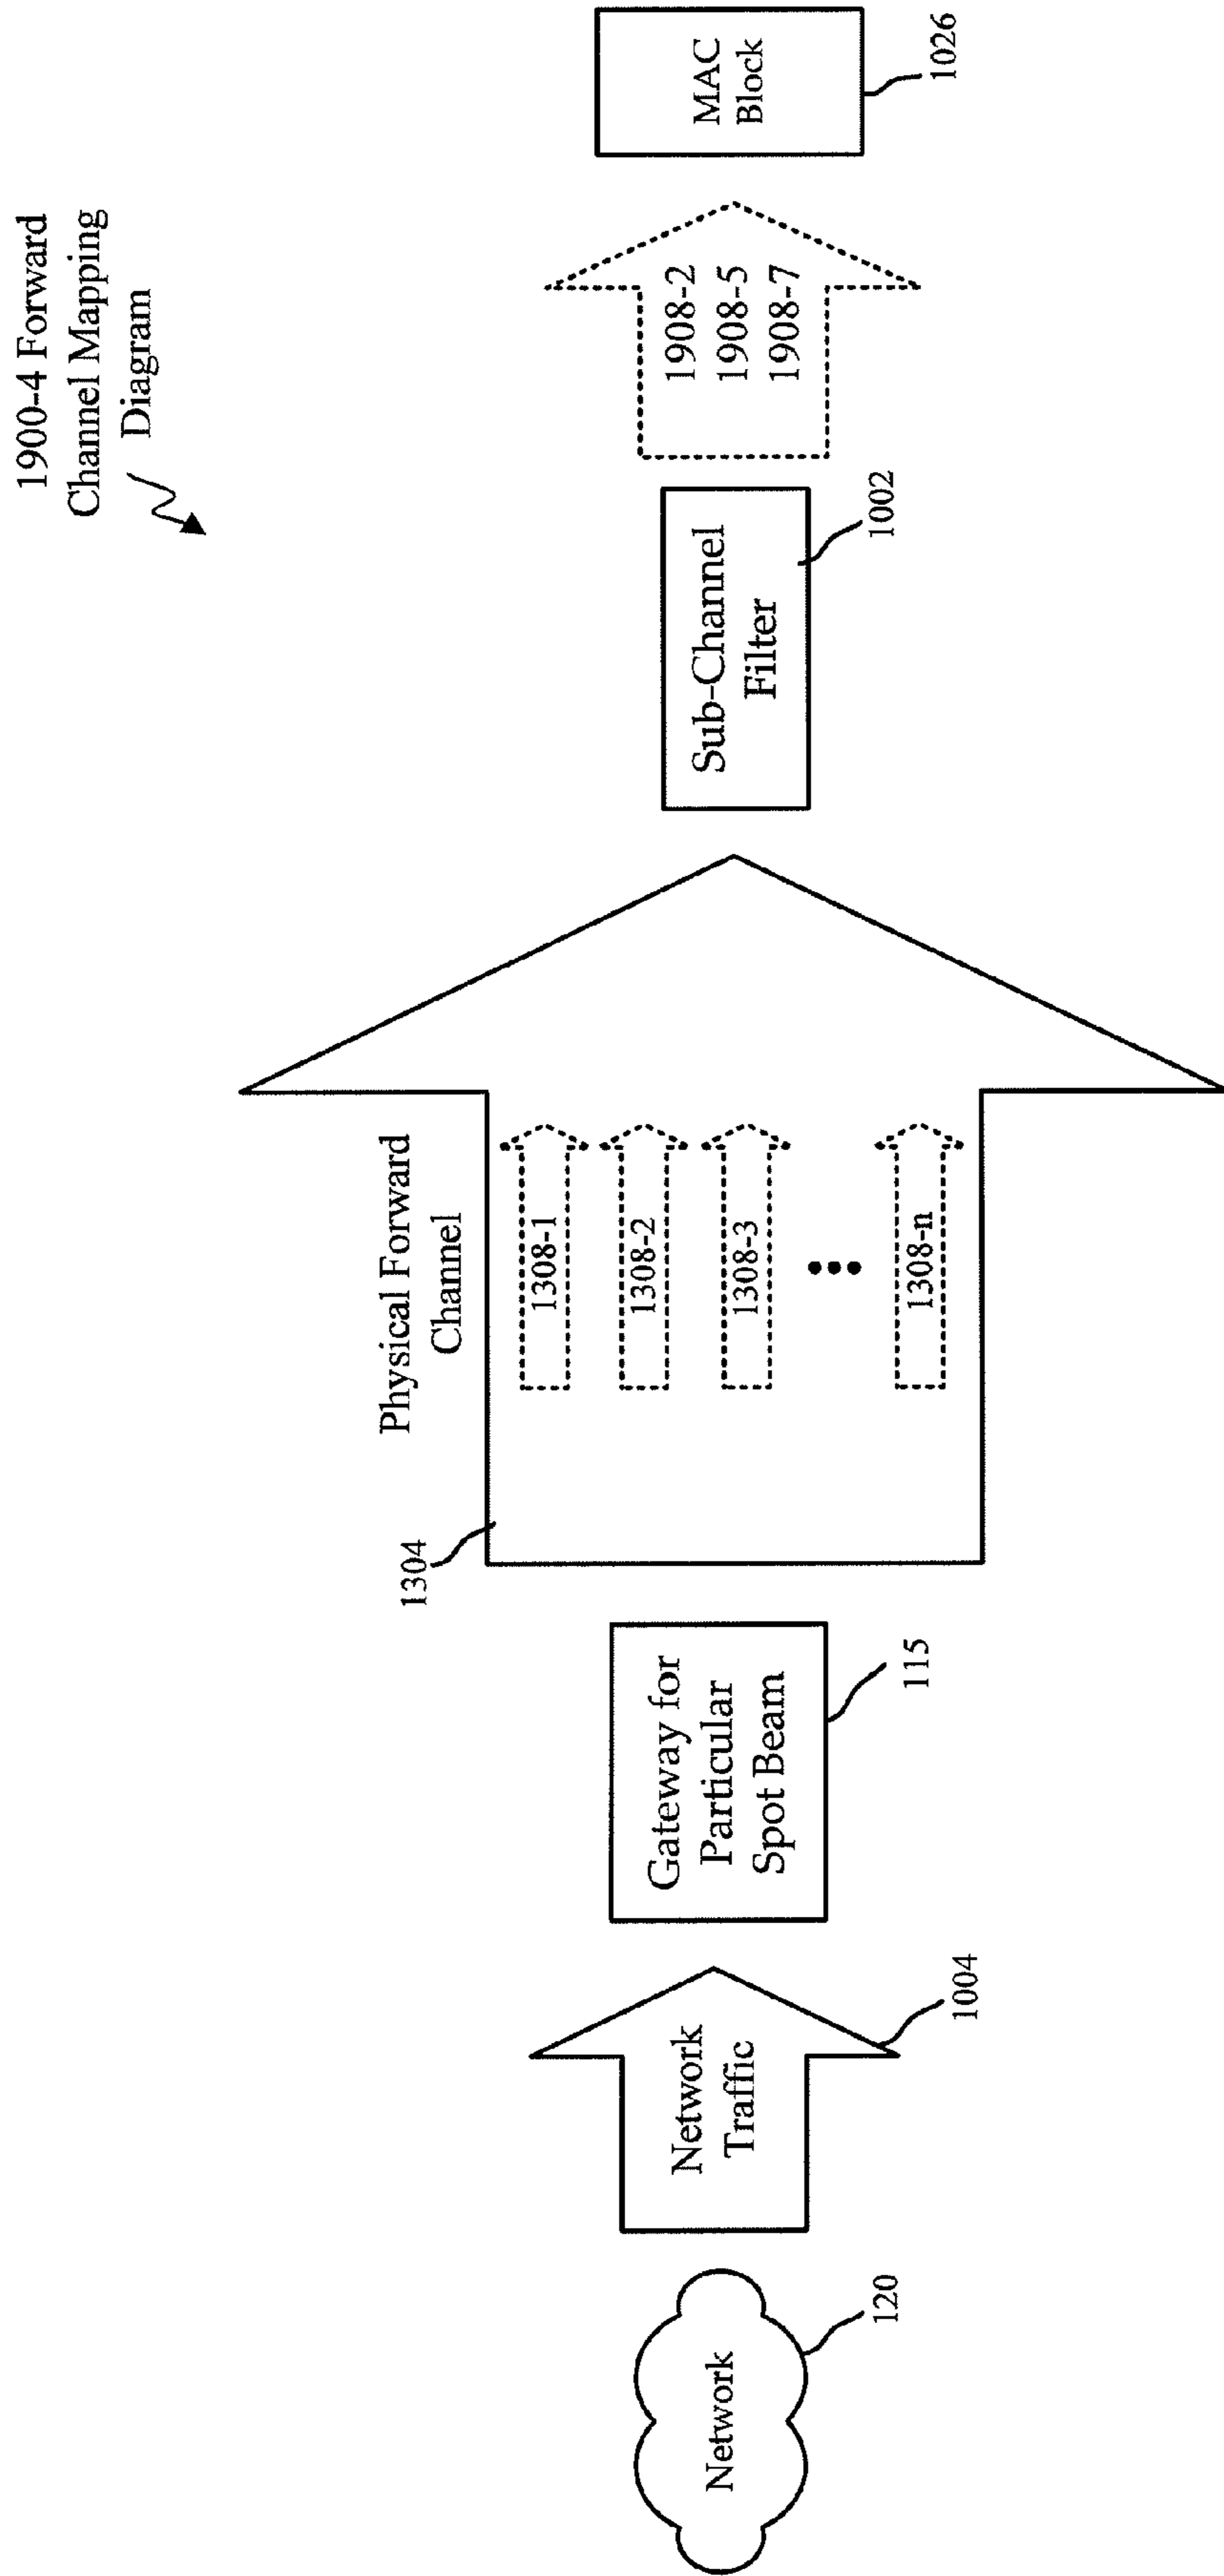 1900-4 Forward
Channel Mapping
Diagram
Network
120
Network
Traffic
1004
Gateway for
Particular
Spot Beam
115
1304
Physical Forward
Channel
1308-1
1308-2
1308-3
•••
1308-n
Sub-Channel
Filter
1002
1908-2
1908-5
1908-7
MAC
Block
1026